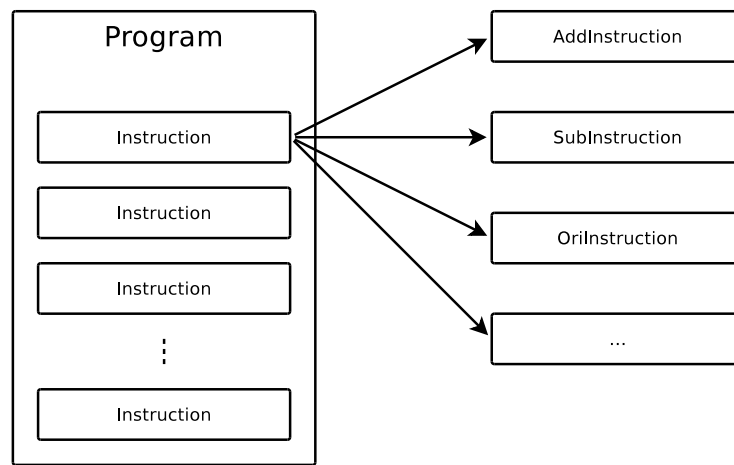 Program
Instruction
Instruction
Instruction
Instruction
AddInstruction
SubInstruction
OriInstruction
...